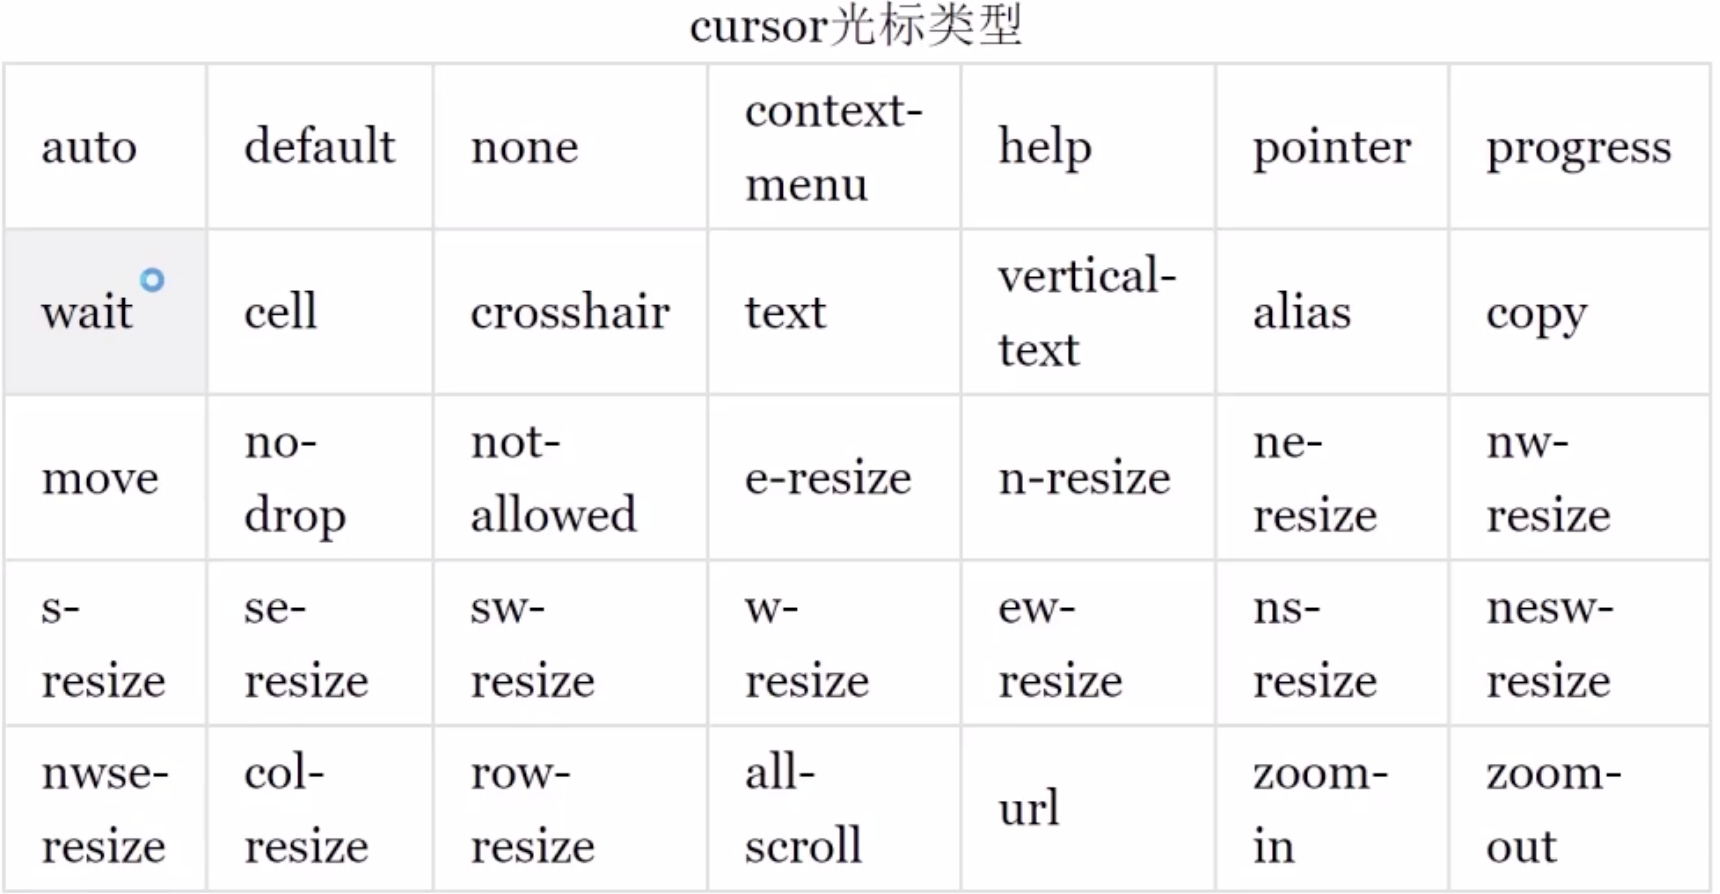 cursor光标类型
auto
default
none
context-
menu
help
pointer
progress
wait
cell
crosshair
text
vertical-
text
alias
copy
move
no-
drop
not-
allowed
e-resize
n-resize
ne-
resize
nw-
resize
s-
resize
se-
resize
sw-
resize
w-
resize
ew-
resize
ns-
resize
nesw-
resize
nwse-
resize
col-
resize
row-
resize
all-
scroll
url
zoom-
in
zoom-
out